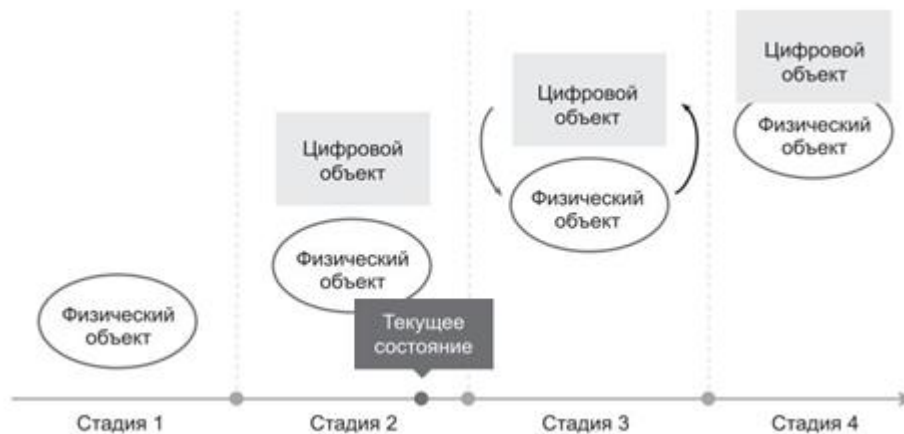 Цифровой
объект
Цифровой
объект
Физический
объект
Цифровой
объект
Физический
объект
Физический
объект
Физический
объект
Текущее
состояние
Стадия 1
Стадия 2
Стадия 3
Стадия 4